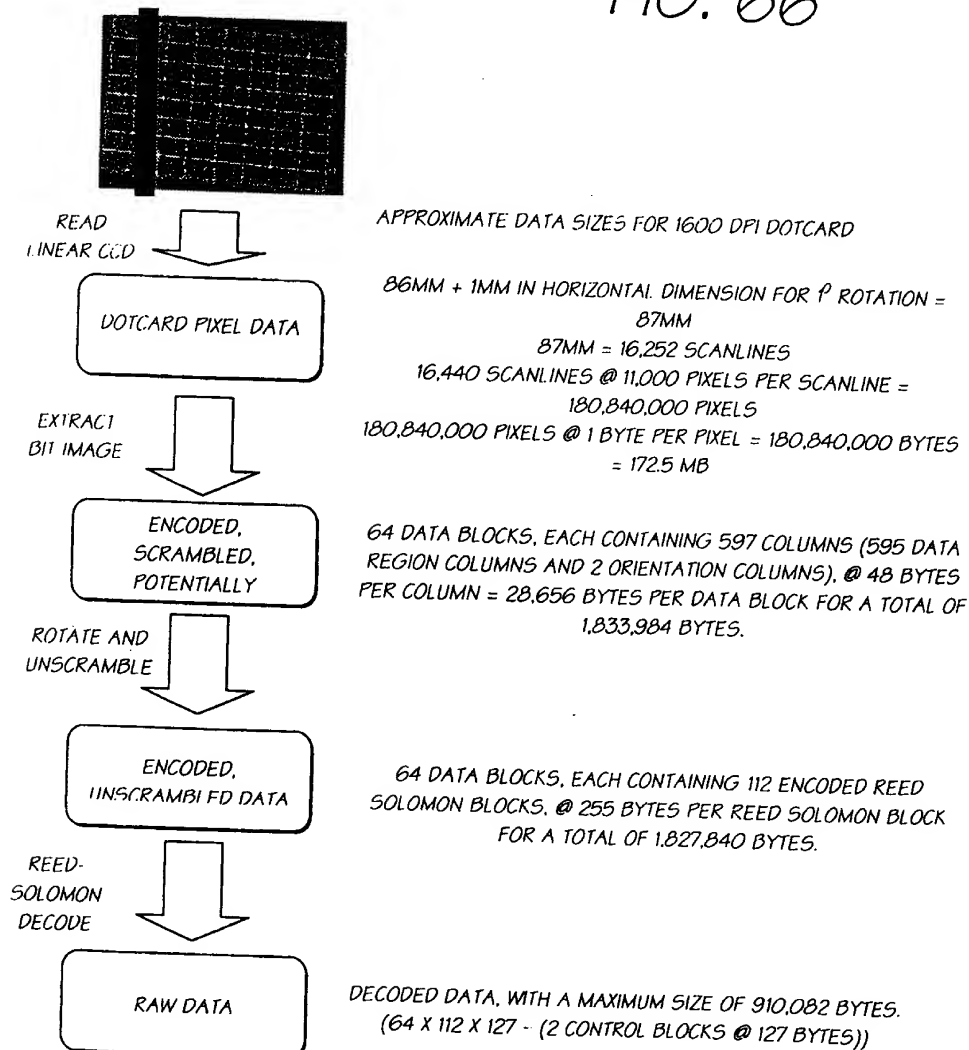 FIG. 66
READ
LINEAR CCD
APPROXIMATE DATA SIZES FOR 1600 DPI DOTCARD
DOTCARD PIXEL DATA
86MM + 1MM IN HORIZONTAL DIMENSION FOR 1° ROTATION =
87MM
87MM = 16,252 SCANLINES
16,440 SCANLINES @ 11,000 PIXELS PER SCANLINE =
180,840,000 PIXELS
180,840,000 PIXELS @ 1 BYTE PER PIXEL = 180,840,000 BYTES
= 172.5 MB
EXTRACT
BIT IMAGE
ENCODED,
SCRAMBLED,
POTENTIALLY
64 DATA BLOCKS, EACH CONTAINING 597 COLUMNS (595 DATA
REGION COLUMNS AND 2 ORIENTATION COLUMNS), @ 48 BYTES
PER COLUMN = 28,656 BYTES PER DATA BLOCK FOR A TOTAL OF
1,833,984 BYTES.
ROTATE AND
UNSCRAMBLE
ENCODED,
UNSCRAMBLED DATA
64 DATA BLOCKS, EACH CONTAINING 112 ENCODED REED
SOLOMON BLOCKS, @ 255 BYTES PER REED SOLOMON BLOCK
FOR A TOTAL OF 1,827,840 BYTES.
REED-
SOLOMON
DECODE
RAW DATA
DECODED DATA, WITH A MAXIMUM SIZE OF 910,082 BYTES.
(64 X 112 X 127 - (2 CONTROL BLOCKS @ 127 BYTES))